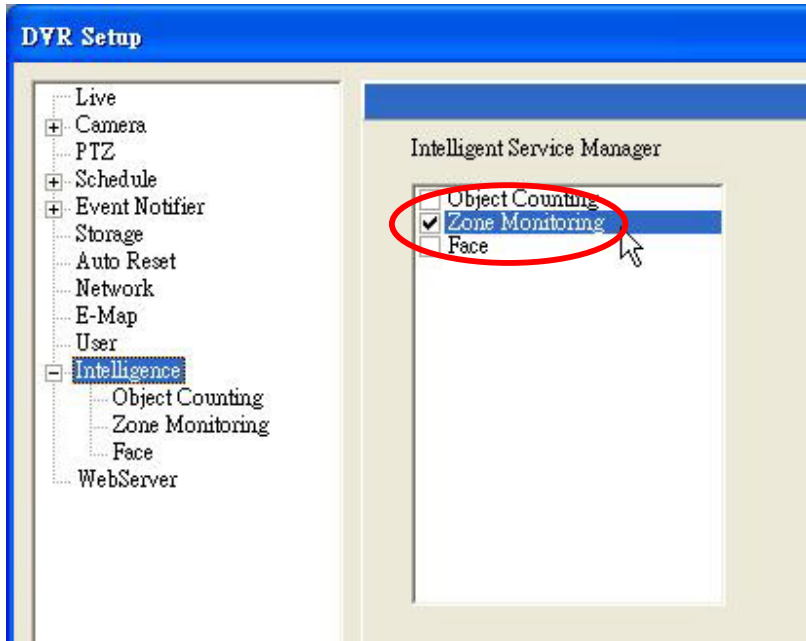 DVR Setup
Live
Camera
PTZ
Schedule
Event Notifier
Storage
Auto Reset
Network
E-Map
User
Intelligence
Object Counting
Zone Monitoring
Face
WebServer
Intelligent Service Manager
Object Counting
Zone Monitoring
Face